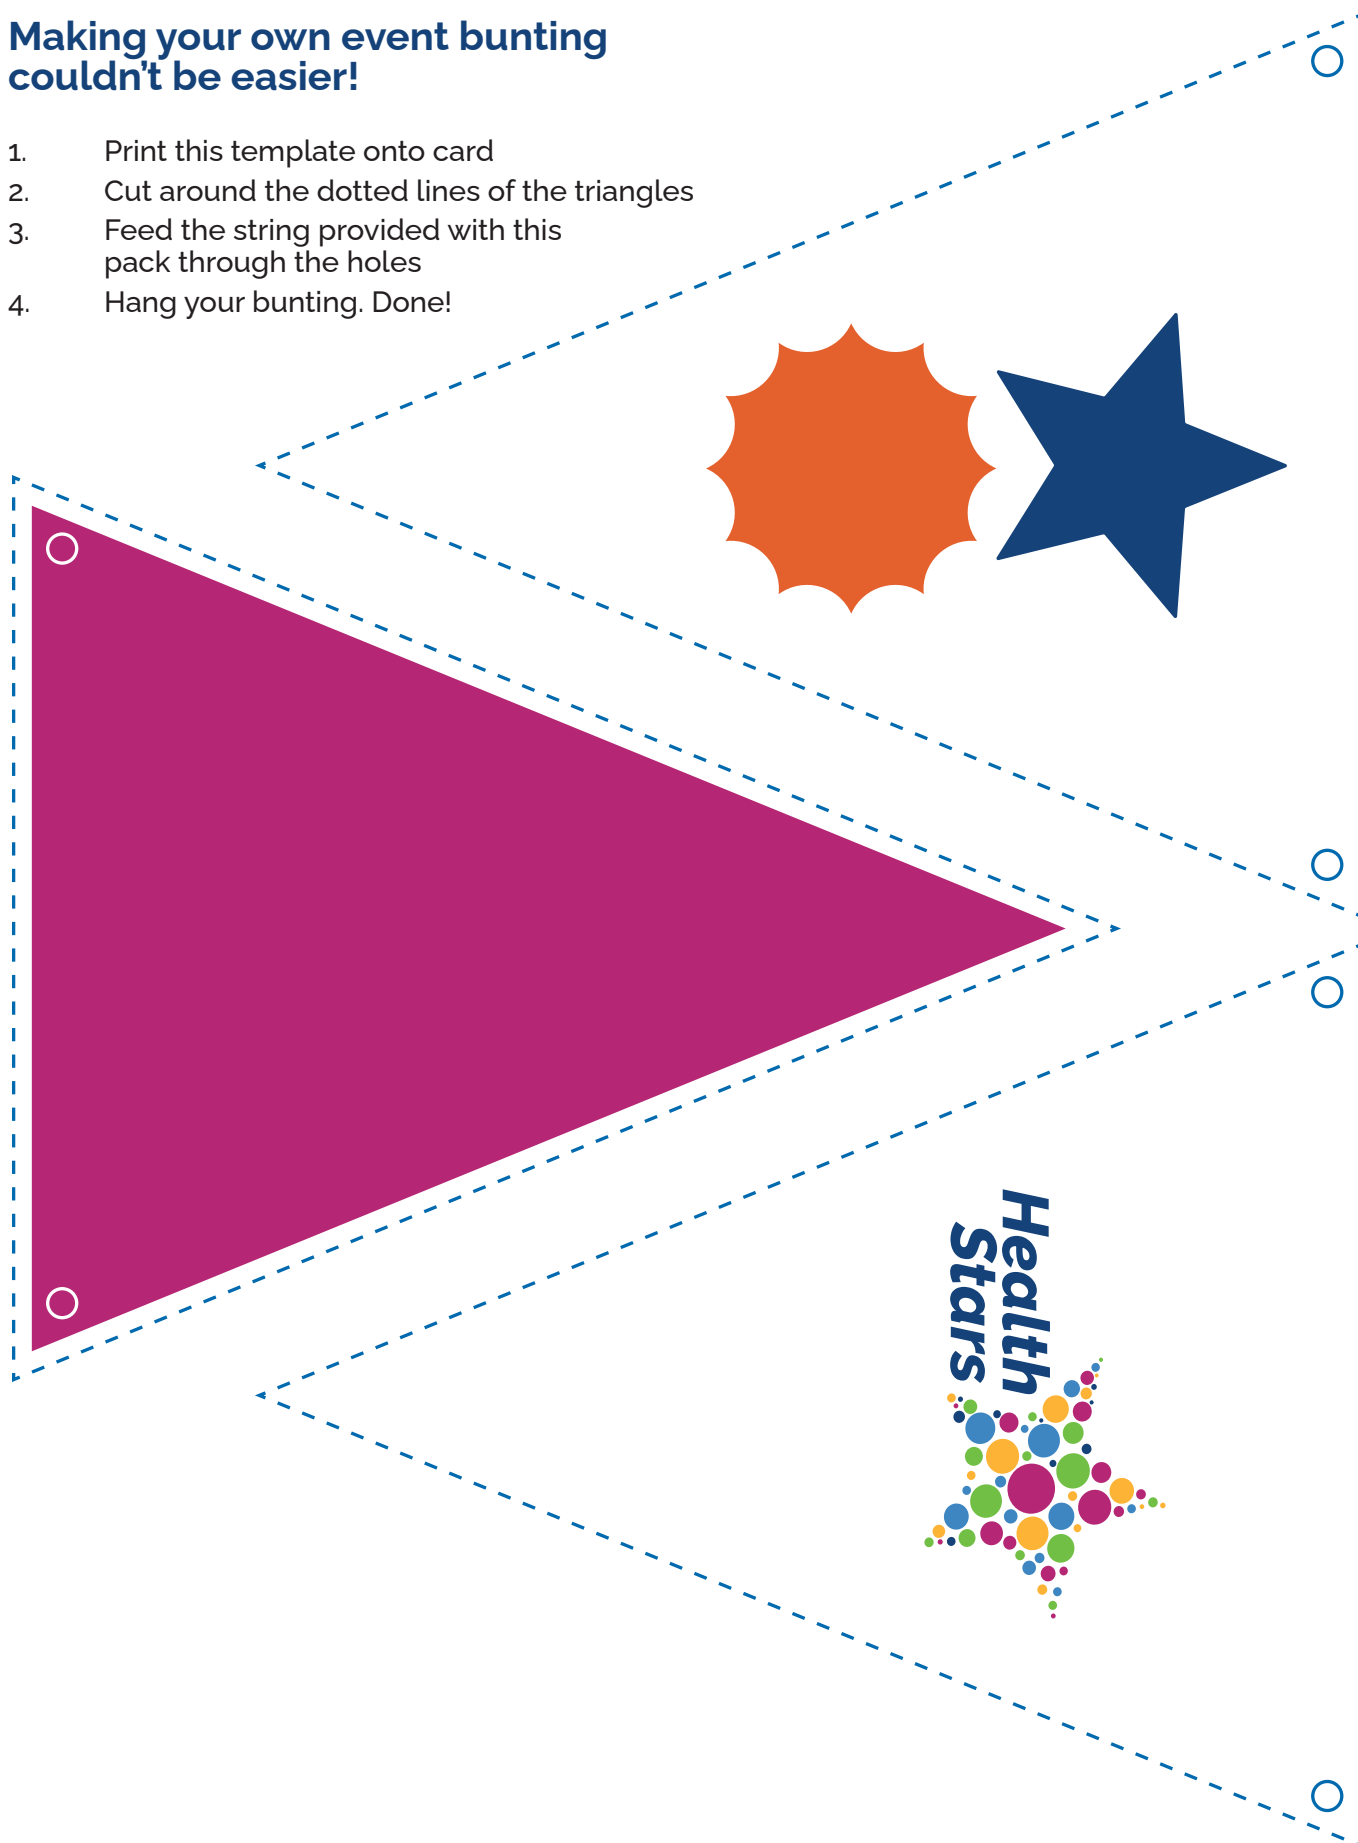 Making your own event bunting
couldn’t be easier!
1. Print this template onto card
2. Cut around the dotted lines of the triangles
3. Feed the string provided with this
pack through the holes
4. Hang your bunting. Done!
Health
Stars